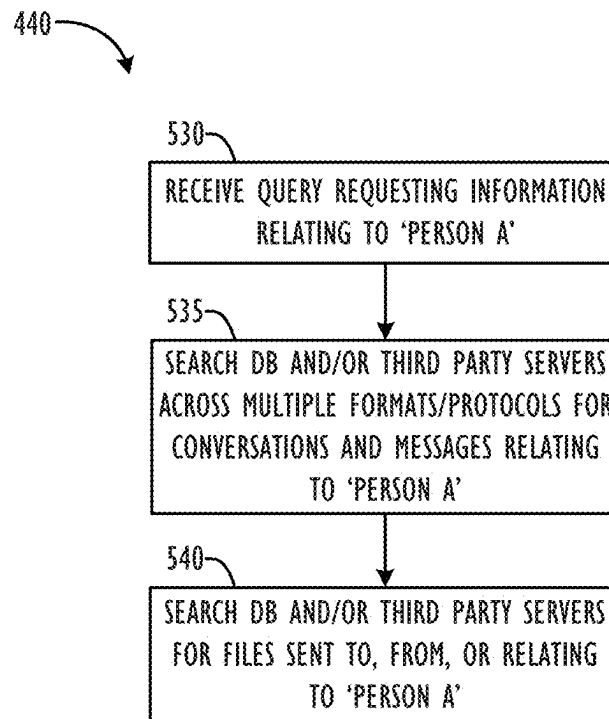 440
530
RECEIVE QUERY REQUESTING INFORMATION
RELATING TO ‘PERSON A’
535
SEARCH DB AND/OR THIRD PARTY SERVERS
ACROSS MULTIPLE FORMATS/PROTOCOLS FOR
CONVERSATIONS AND MESSAGES RELATING
TO ‘PERSON A’
540
SEARCH DB AND/OR THIRD PARTY SERVERS
FOR FILES SENT TO, FROM, OR RELATING
TO ‘PERSON A’